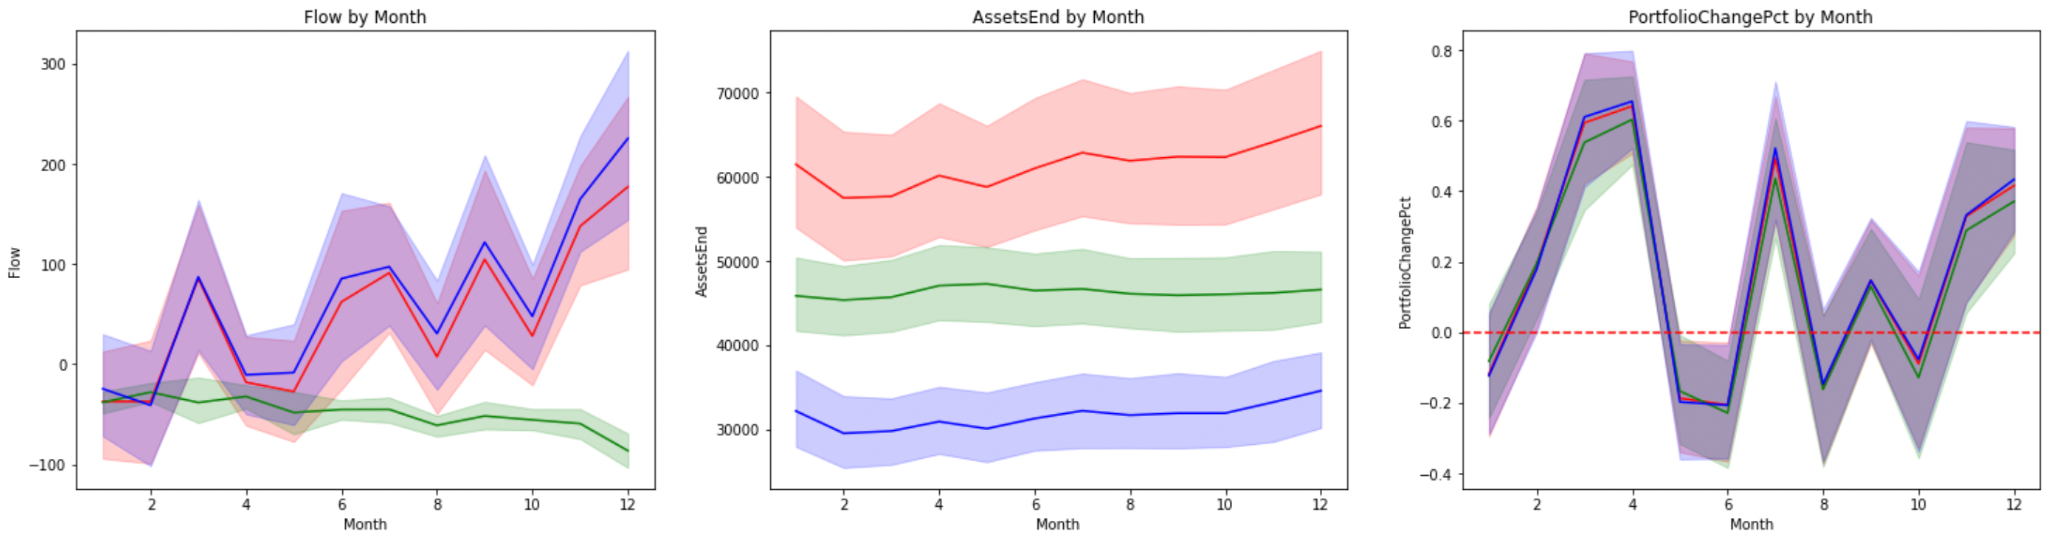 Flow by Month
300
200
100
0
−100
Flow
2 4 6 8 10 12
Month
AssetsEnd by Month
70000
60000
50000
40000
30000
AssetsEnd
2 4 6 8 10 12
Month
PortfolioChangePct by Month
0.8
0.6
0.4
0.2
0.0
−0.2
−0.4
PortfolioChangePct
2 4 6 8 10 12
Month